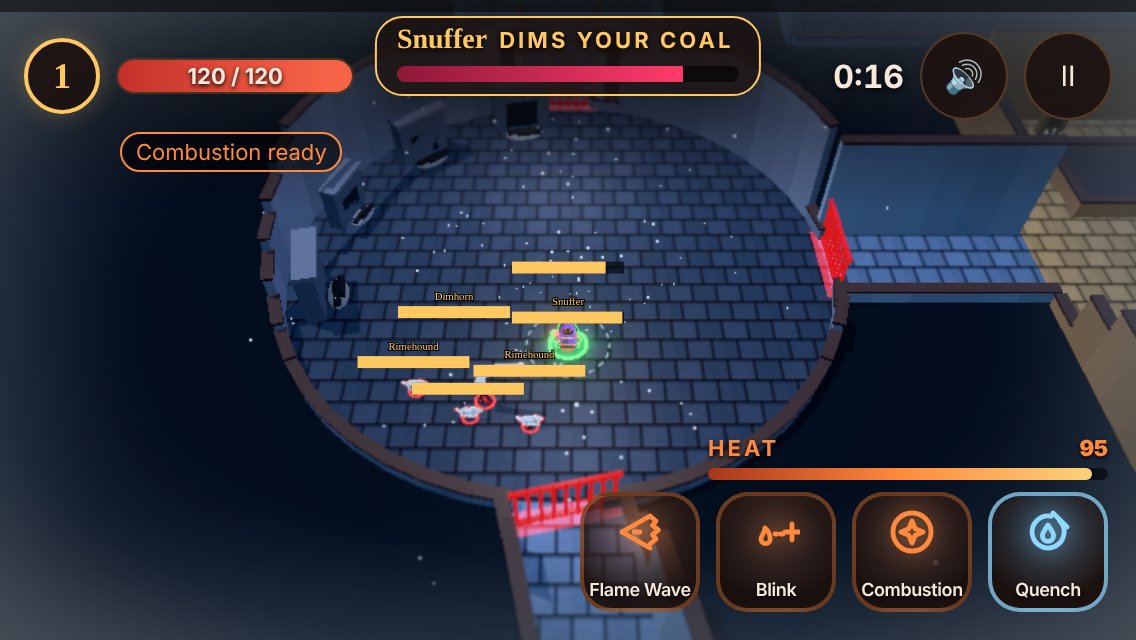 Snuffer DIMS YOUR COAL
1
120 / 120
0:16
Combustion ready
Dimhorn
Snuffer
Rimehound
Rimehound
HEAT
95
Flame Wave
Blink
Combustion
Quench